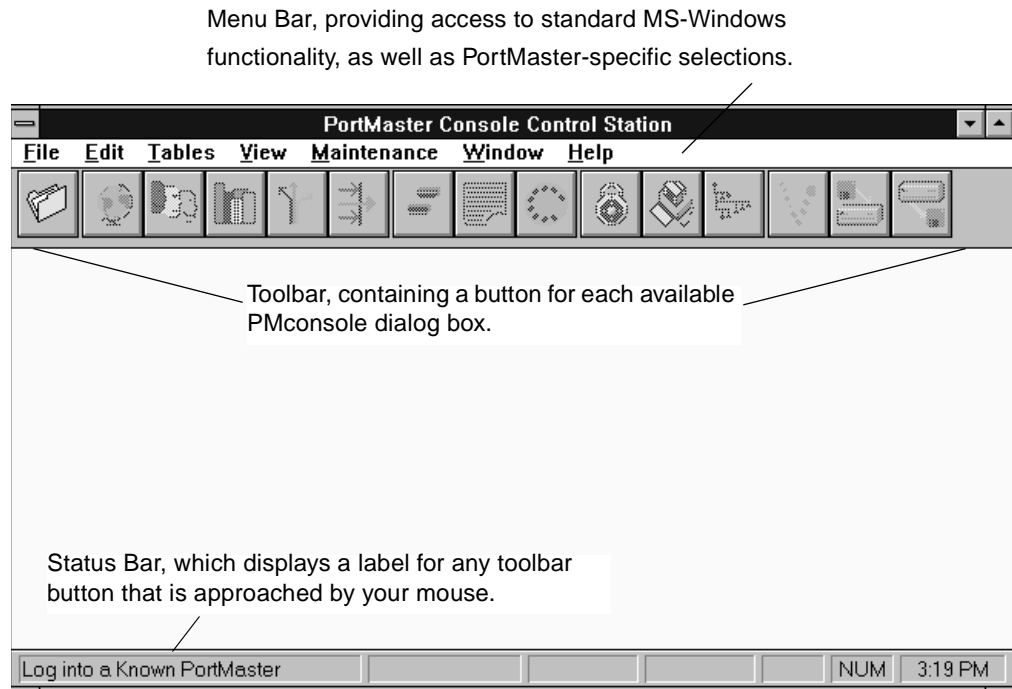 Menu Bar, providing access to standard MS-Windows
functionality, as well as PortMaster-specific selections.
PortMaster Console Control Station
File Edit Tables View Maintenance Window Help
Toolbar, containing a button for each available
PMconsole dialog box.
Status Bar, which displays a label for any toolbar
button that is approached by your mouse.
Log into a Known PortMaster NUM 3:19 PM